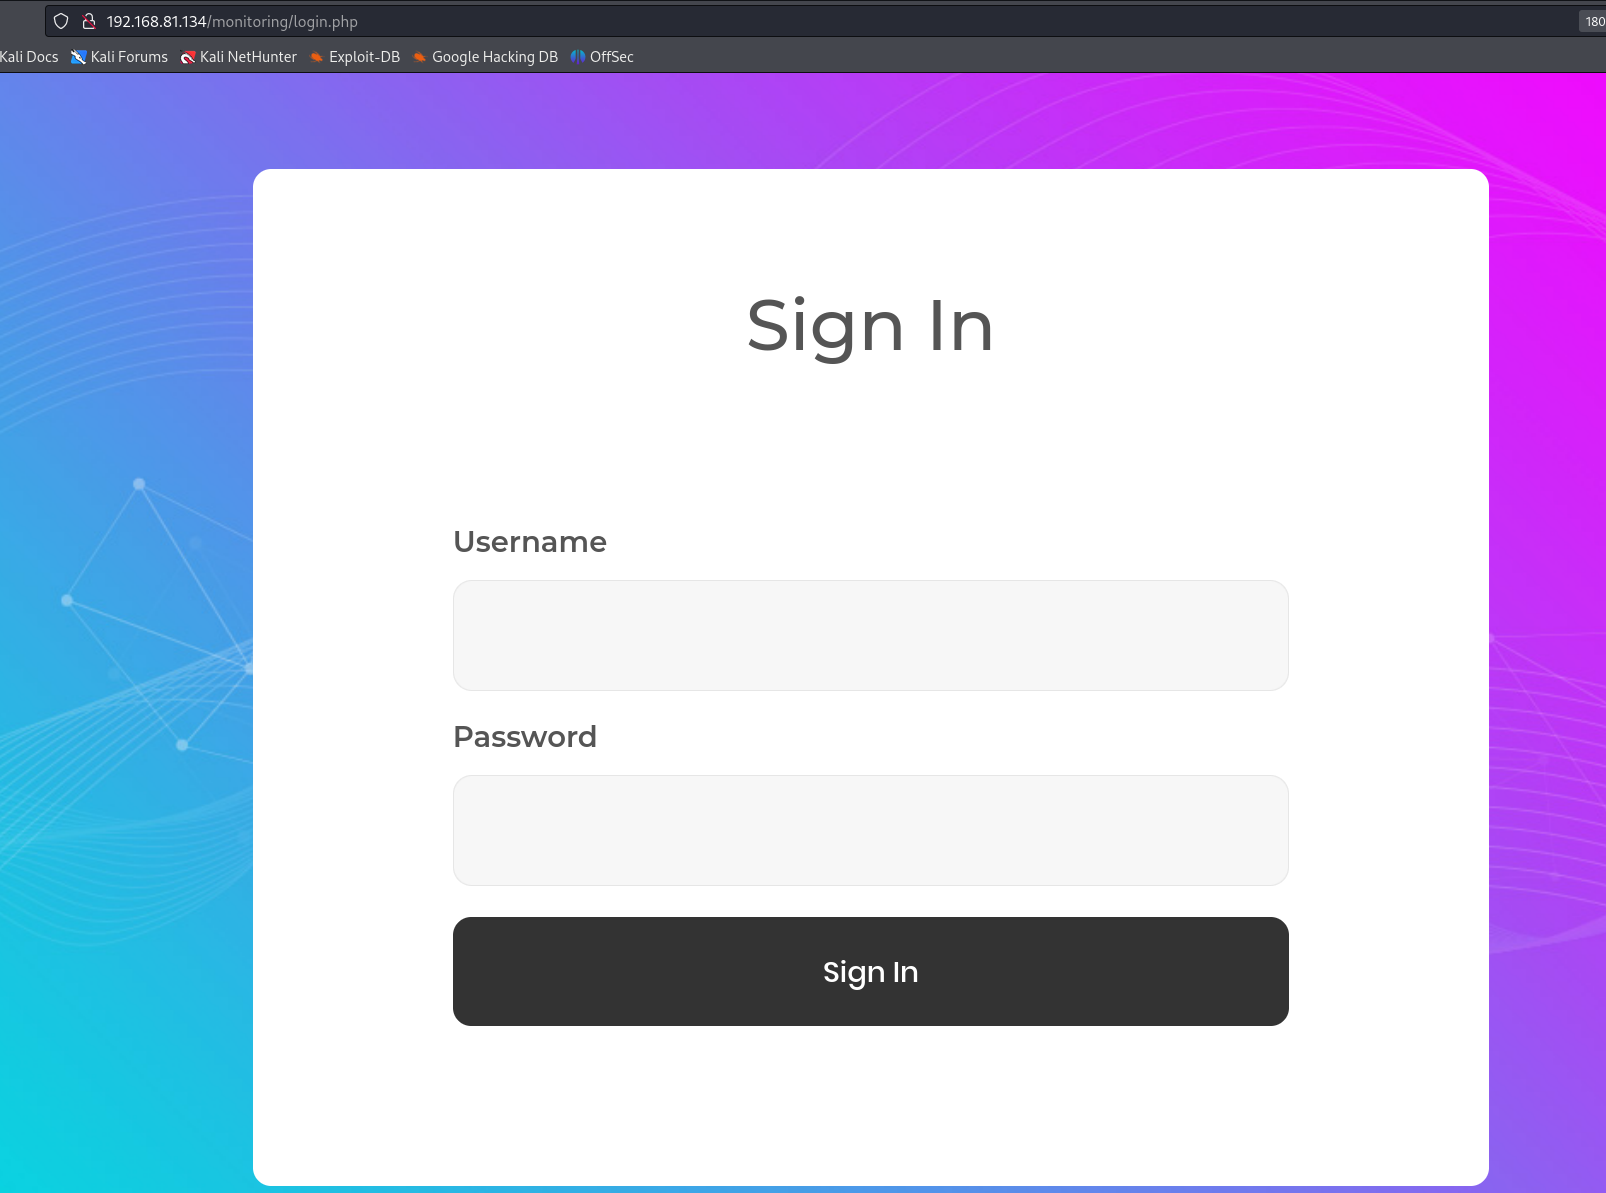 192.168.81.134/monitoring/login.php
180
Kali Docs Kali Forums Kali NetHunter Exploit-DB Google Hacking DB OffSec
Sign In
Username
Password
Sign In